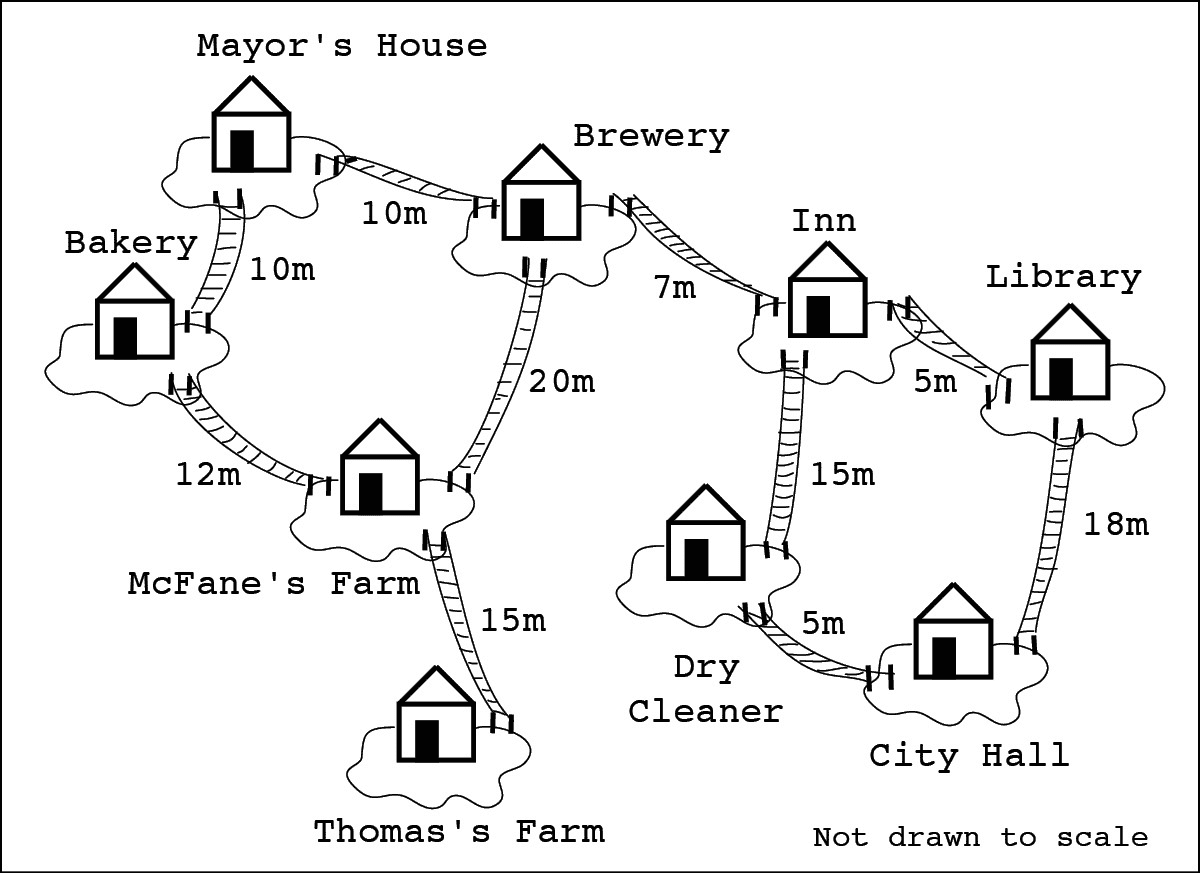 Mayor's House
Brewery
10m
Bakery
10m
Inn
7m
Library
20m
5m
12m
15m
18m
McFane's Farm
15m
5m
Dry
Cleaner
City Hall
Thomas's Farm
Not drawn to scale